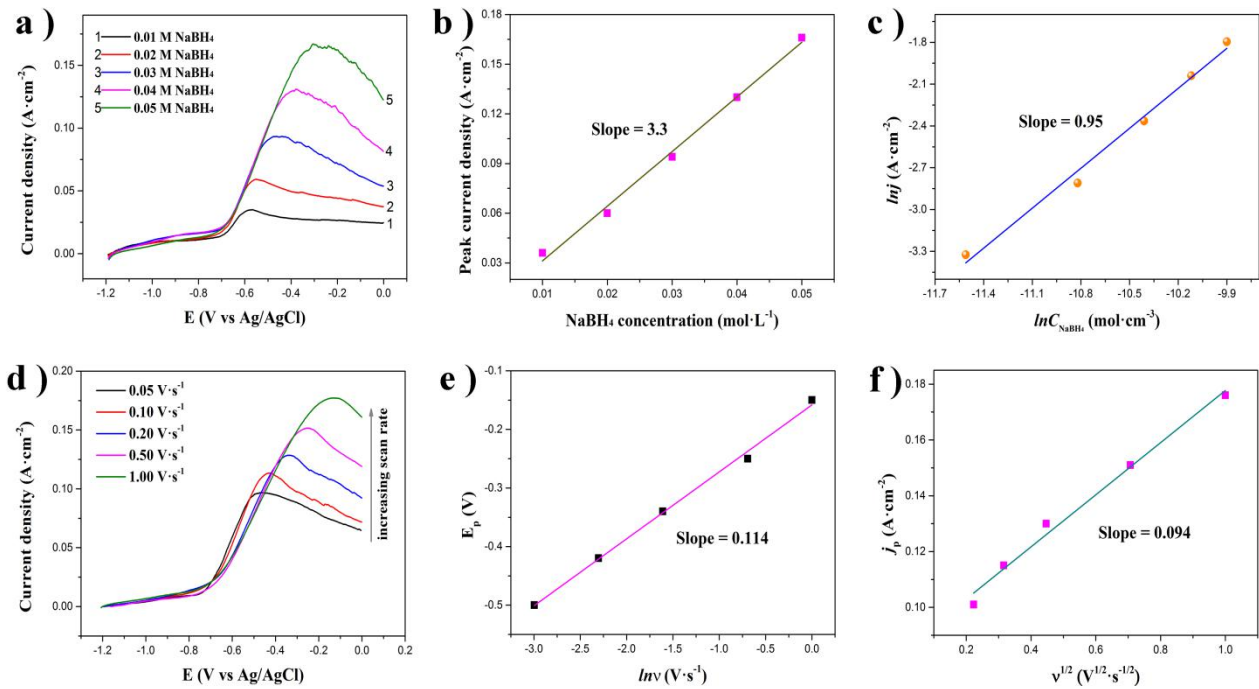 a )
1 0.01 M NaBH₄
2 0.02 M NaBH₄
3 0.03 M NaBH₄
4 0.04 M NaBH₄
5 0.05 M NaBH₄
5
4
3
2
1
0.15
0.10
0.05
0.00
Current density (A·cm⁻²)
-1.2 -1.0 -0.8 -0.6 -0.4 -0.2 0.0
E (V vs Ag/AgCl)
b )
0.18
0.15
0.12
0.09
0.06
0.03
Peak current density (A·cm⁻²)
Slope = 3.3
0.01 0.02 0.03 0.04 0.05
NaBH₄ concentration (mol·L⁻¹)
c )
-1.8
-2.1
-2.4
-2.7
-3.0
-3.3
lnj (A·cm⁻²)
Slope = 0.95
-11.7 -11.4 -11.1 -10.8 -10.5 -10.2 -9.9
lnC NaBH₄ (mol·cm⁻³)
d )
0.05 V·s⁻¹
0.10 V·s⁻¹
0.20 V·s⁻¹
0.50 V·s⁻¹
1.00 V·s⁻¹
increasing scan rate
0.20
0.15
0.10
0.05
0.00
Current density (A·cm⁻²)
-1.2 -1.0 -0.8 -0.6 -0.4 -0.2 0.0 0.2
E (V vs Ag/AgCl)
e )
-0.1
-0.2
-0.3
-0.4
-0.5
Eₚ (V)
Slope = 0.114
-3.0 -2.5 -2.0 -1.5 -1.0 -0.5 0.0
lnν (V·s⁻¹)
f )
0.18
0.16
0.14
0.12
0.10
jₚ (A·cm⁻²)
Slope = 0.094
0.2 0.4 0.6 0.8 1.0
ν¹ᐟ² (V¹ᐟ²·s⁻¹ᐟ²)